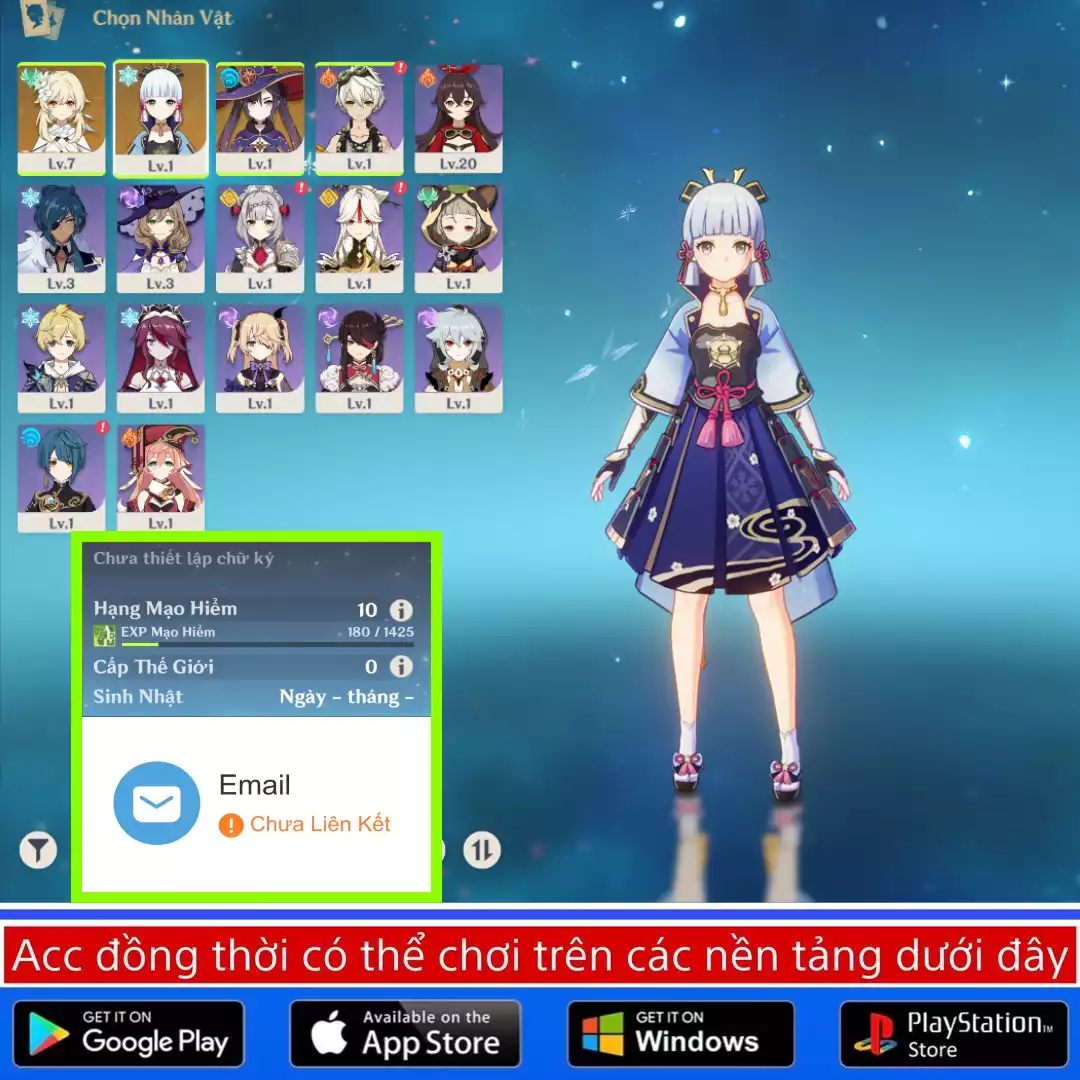 Chọn Nhân Vật
Lv.7
Lv.1
Lv.1
Lv.1
Lv.20
Lv.3
Lv.3
Lv.1
Lv.1
Lv.1
Lv.1
Lv.1
Lv.1
Lv.1
Lv.1
Lv.1
Lv.1
Chưa thiết lập chữ ký
Hạng Mạo Hiểm 10
EXP Mạo Hiểm 180 / 1425
Cấp Thế Giới 0
Sinh Nhật Ngày – tháng –
Email
Chưa Liên Kết
Acc đồng thời có thể chơi trên các nền tảng dưới đây
GET IT ON
Google Play
Available on the
App Store
GET IT ON
Windows
PlayStation™
Store